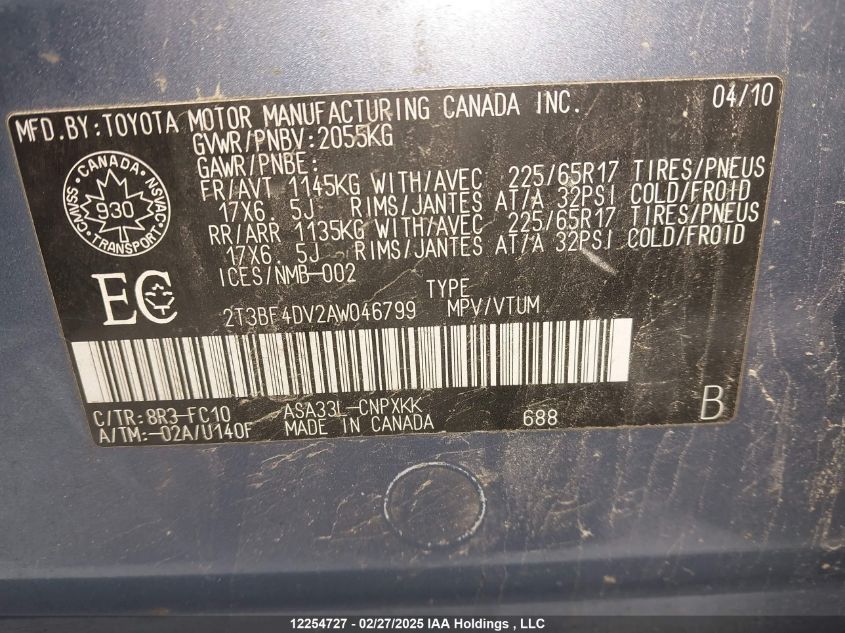 MFD.BY:TOYOTA MOTOR MANUFACTURING CANADA INC. 04/10
GVWR/PNBV:2055KG
GAWR/PNBE:
FR/AVT 1145KG WITH/AVEC 225/65R17 TIRES/PNEUS
17X6.5J RIMS/JANTES AT/A 32PSI COLD/FROID
RR/ARR 1135KG WITH/AVEC 225/65R17 TIRES/PNEUS
17X6.5J RIMS/JANTES AT/A 32PSI COLD/FROID
ICES/NMB-002
CANADA
CMVSS NSVAC
930
TRANSPORT
EC
TYPE
2T3BF4DV2AW046799 MPV/VTUM
C/TR:8R3-FC10 ASA33L-CNPXKK 688 B
A/TM:-02A/U140F MADE IN CANADA
12254727 - 02/27/2025 IAA Holdings , LLC